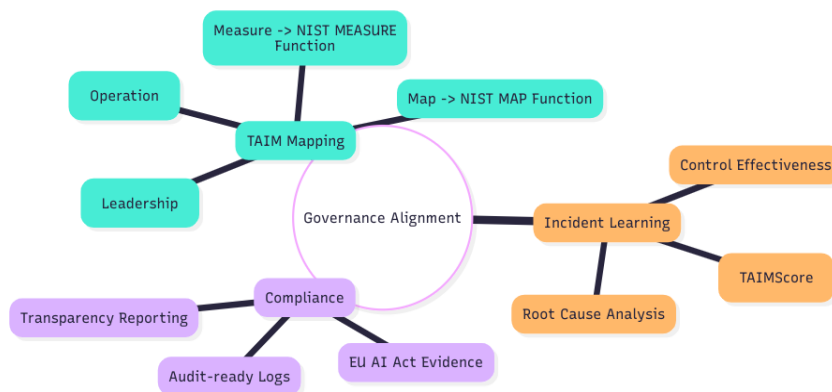 Measure -> NIST MEASURE
Function
Operation
Map -> NIST MAP Function
TAIM Mapping
Leadership
Governance Alignment
Control Effectiveness
Incident Learning
TAIMScore
Root Cause Analysis
Compliance
Transparency Reporting
EU AI Act Evidence
Audit-ready Logs